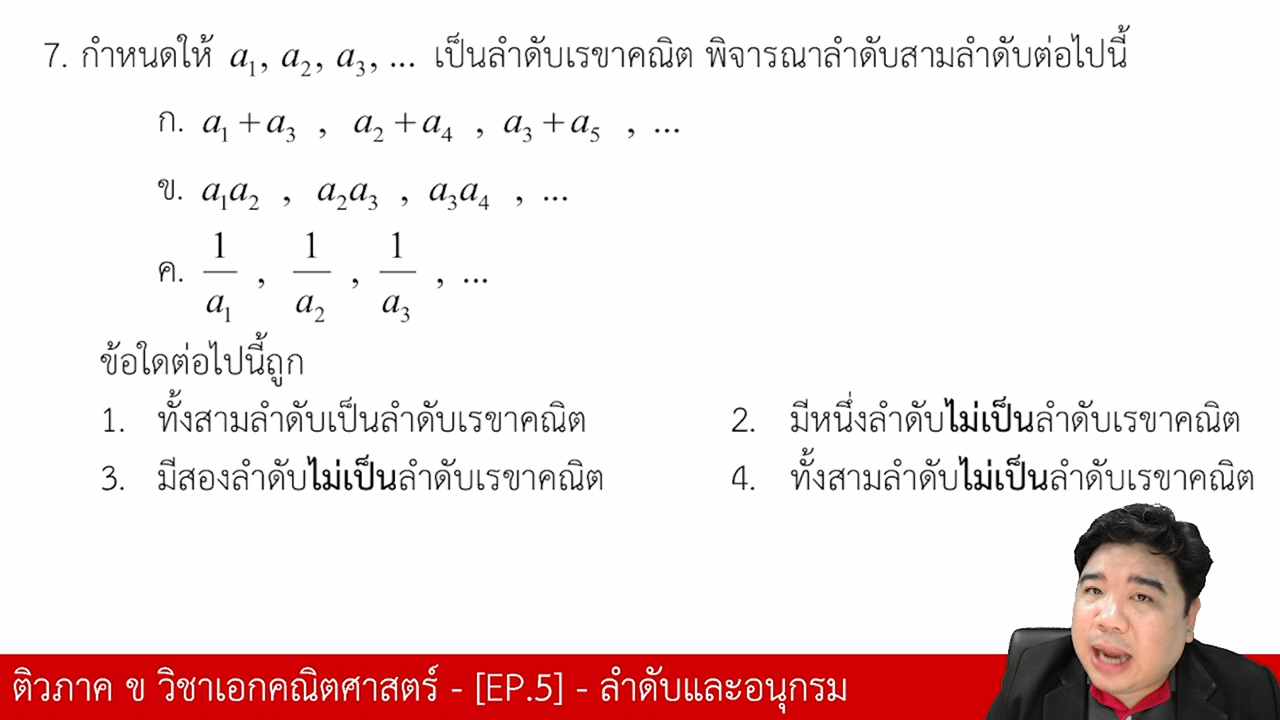 7. กำหนดให้ a₁, a₂, a₃, ... เป็นลำดับเรขาคณิต พิจารณาลำดับสามลำดับต่อไปนี้
ก. a₁ + a₃ , a₂ + a₄ , a₃ + a₅ , ...
ข. a₁a₂ , a₂a₃ , a₃a₄ , ...
ค. 1/a₁ , 1/a₂ , 1/a₃ , ...
ข้อใดต่อไปนี้ถูก
1. ทั้งสามลำดับเป็นลำดับเรขาคณิต 2. มีหนึ่งลำดับไม่เป็นลำดับเรขาคณิต
3. มีสองลำดับไม่เป็นลำดับเรขาคณิต 4. ทั้งสามลำดับไม่เป็นลำดับเรขาคณิต
ติวภาค ข วิชาเอกคณิตศาสตร์ - [EP.5] - ลำดับและอนุกรม